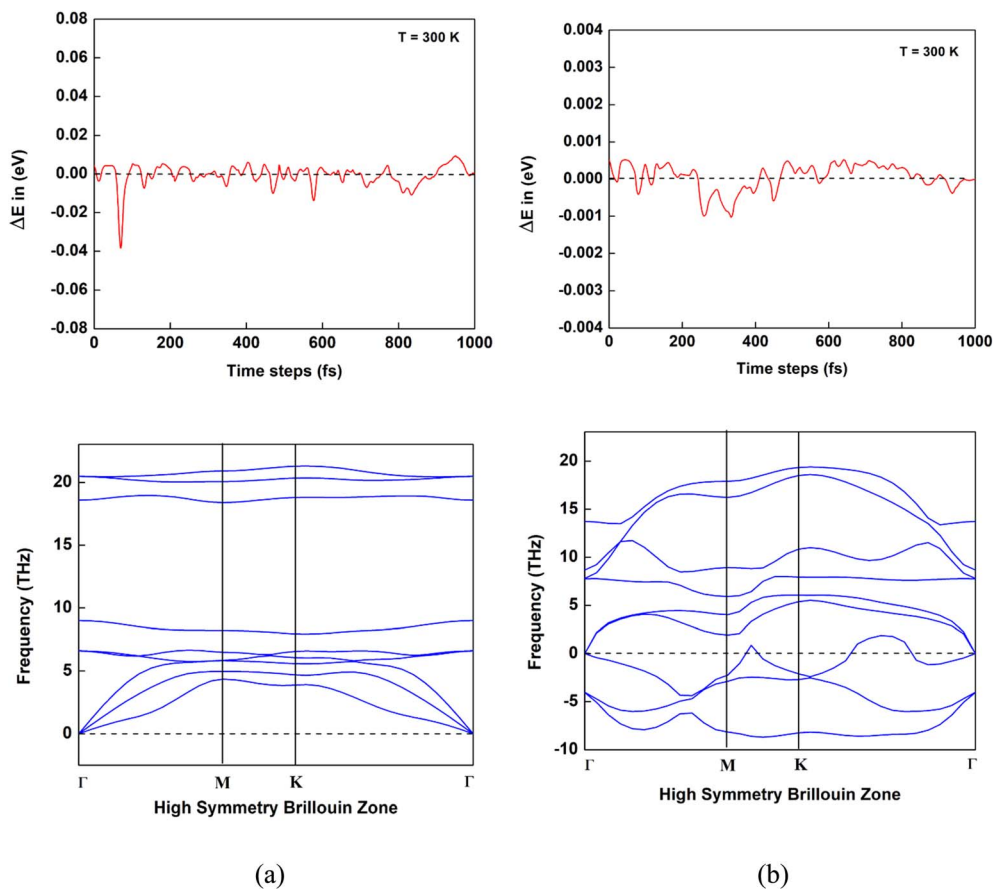 0.08
0.06
0.04
0.02
0.00
-0.02
-0.04
-0.06
-0.08
ΔE in (eV)
T = 300 K
0 200 400 600 800 1000
Time steps (fs)
0.004
0.003
0.002
0.001
0.000
-0.001
-0.002
-0.003
-0.004
ΔE in (eV)
T = 300 K
0 200 400 600 800 1000
Time steps (fs)
20
15
10
5
0
Frequency (THz)
Γ M K Γ
High Symmetry Brillouin Zone
20
15
10
5
0
-5
-10
Frequency (THz)
Γ M K Γ
High Symmetry Brillouin Zone
(a) (b)